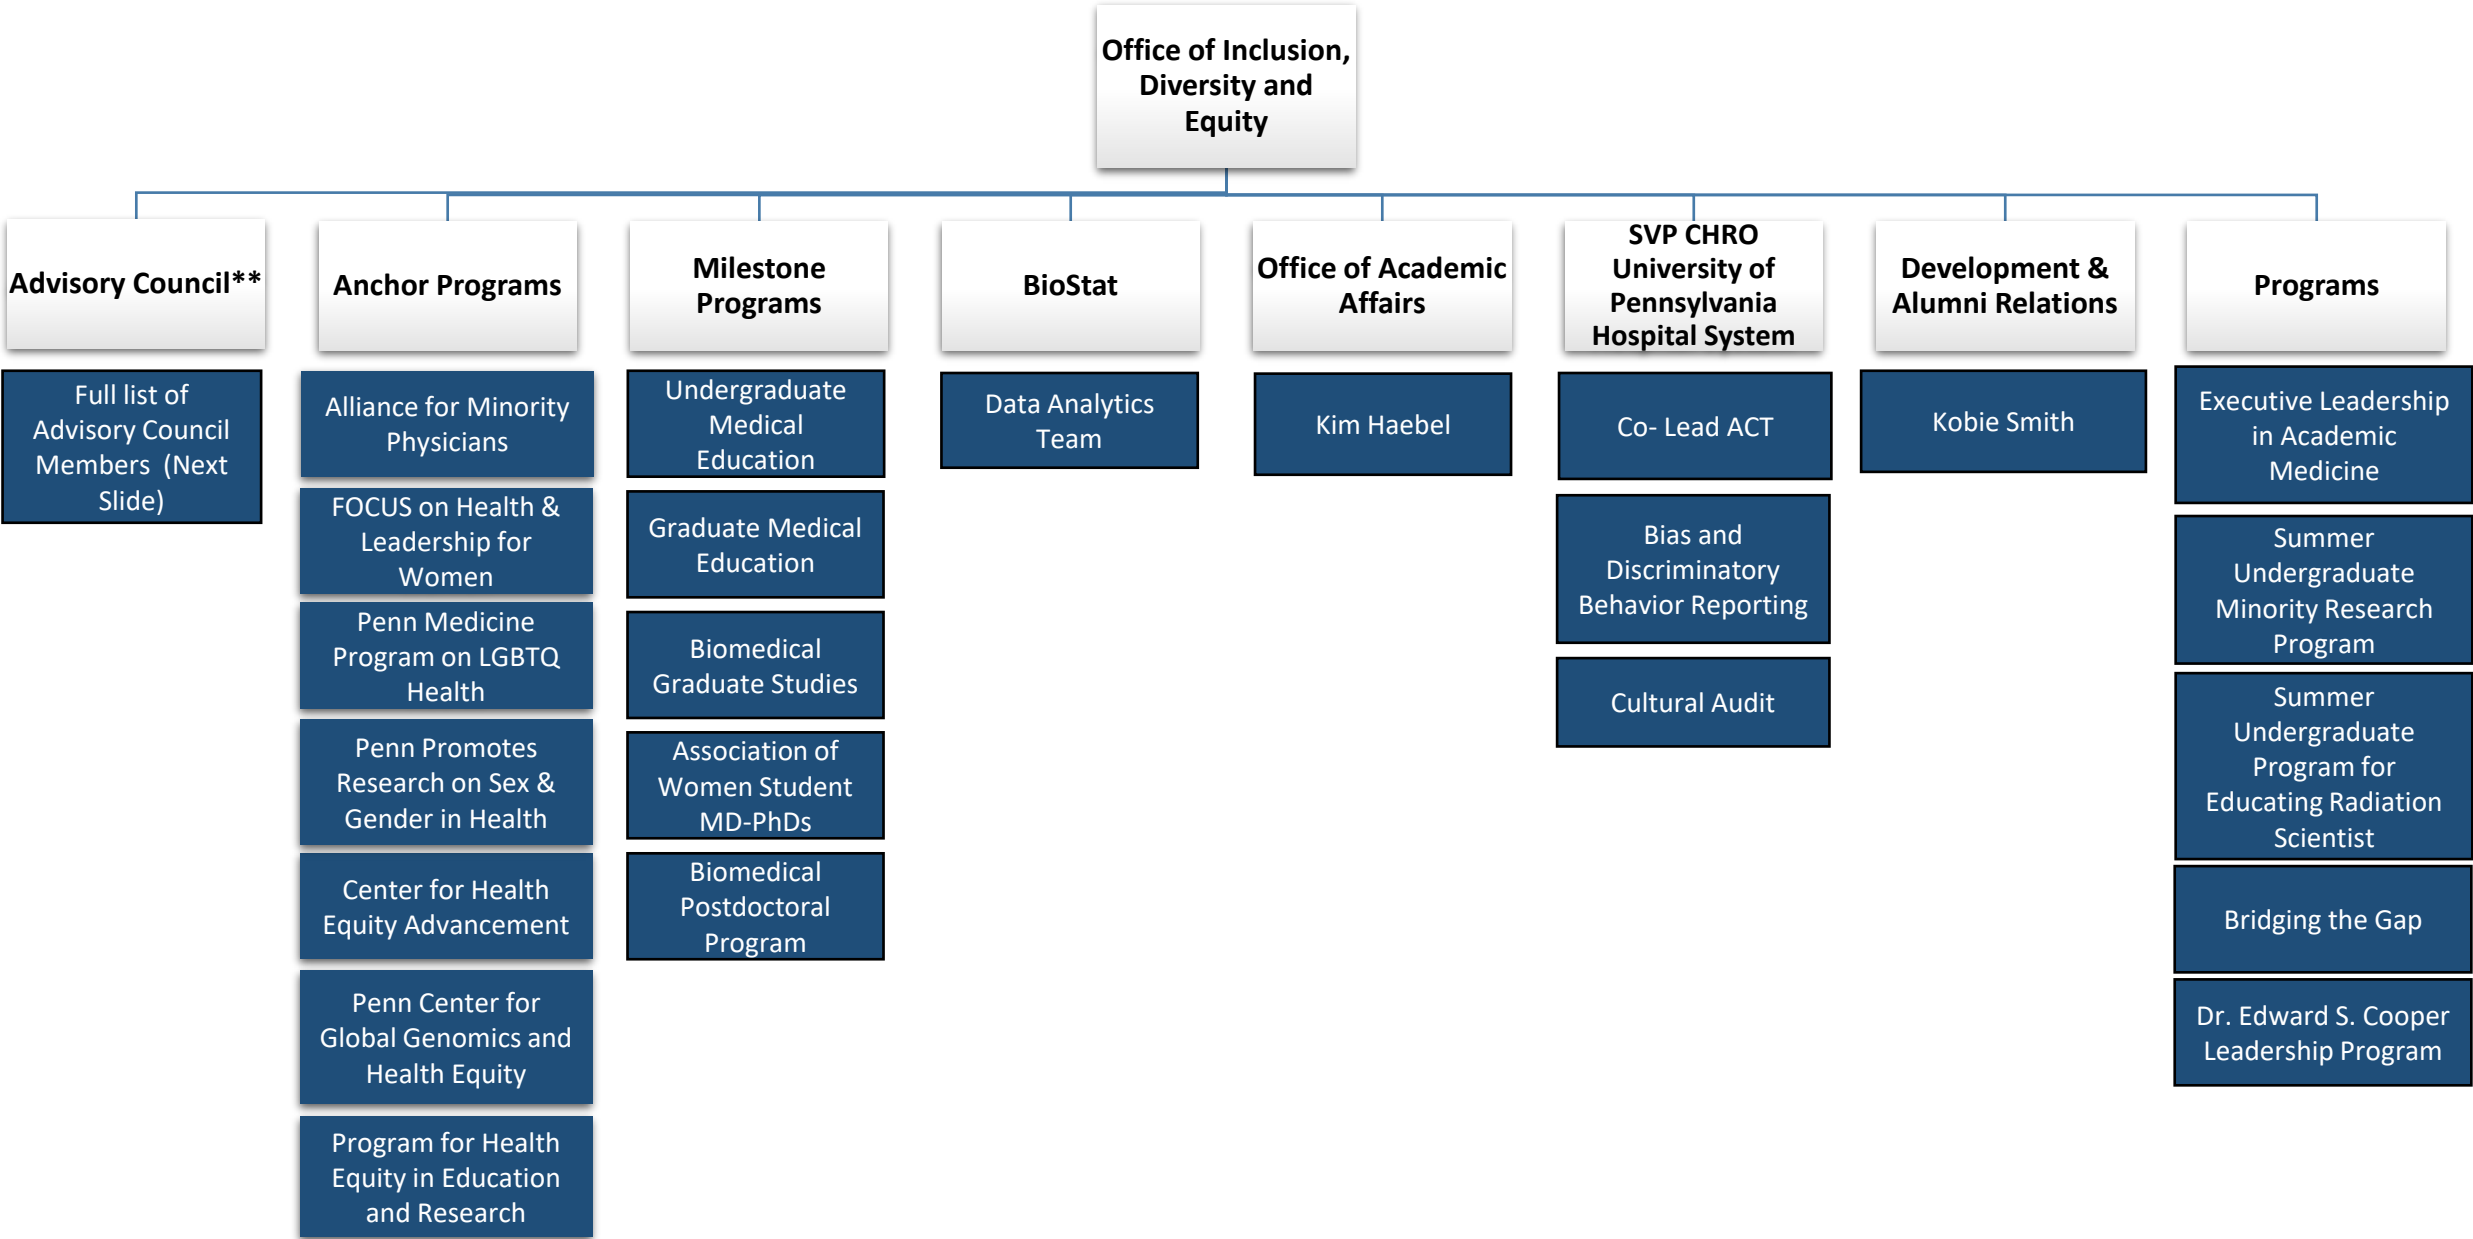 Office of Inclusion,
Diversity and
Equity
Advisory Council**
Full list of
Advisory Council
Members (Next
Slide)
Anchor Programs
Alliance for Minority
Physicians
FOCUS on Health &
Leadership for
Women
Penn Medicine
Program on LGBTQ
Health
Penn Promotes
Research on Sex &
Gender in Health
Center for Health
Equity Advancement
Penn Center for
Global Genomics and
Health Equity
Program for Health
Equity in Education
and Research
Milestone
Programs
Undergraduate
Medical
Education
Graduate Medical
Education
Biomedical
Graduate Studies
Association of
Women Student
MD-PhDs
Biomedical
Postdoctoral
Program
BioStat
Data Analytics
Team
Office of Academic
Affairs
Kim Haebel
SVP CHRO
University of
Pennsylvania
Hospital System
Co- Lead ACT
Bias and
Discriminatory
Behavior Reporting
Cultural Audit
Development &
Alumni Relations
Kobie Smith
Programs
Executive Leadership
in Academic
Medicine
Summer
Undergraduate
Minority Research
Program
Summer
Undergraduate
Program for
Educating Radiation
Scientist
Bridging the Gap
Dr. Edward S. Cooper
Leadership Program